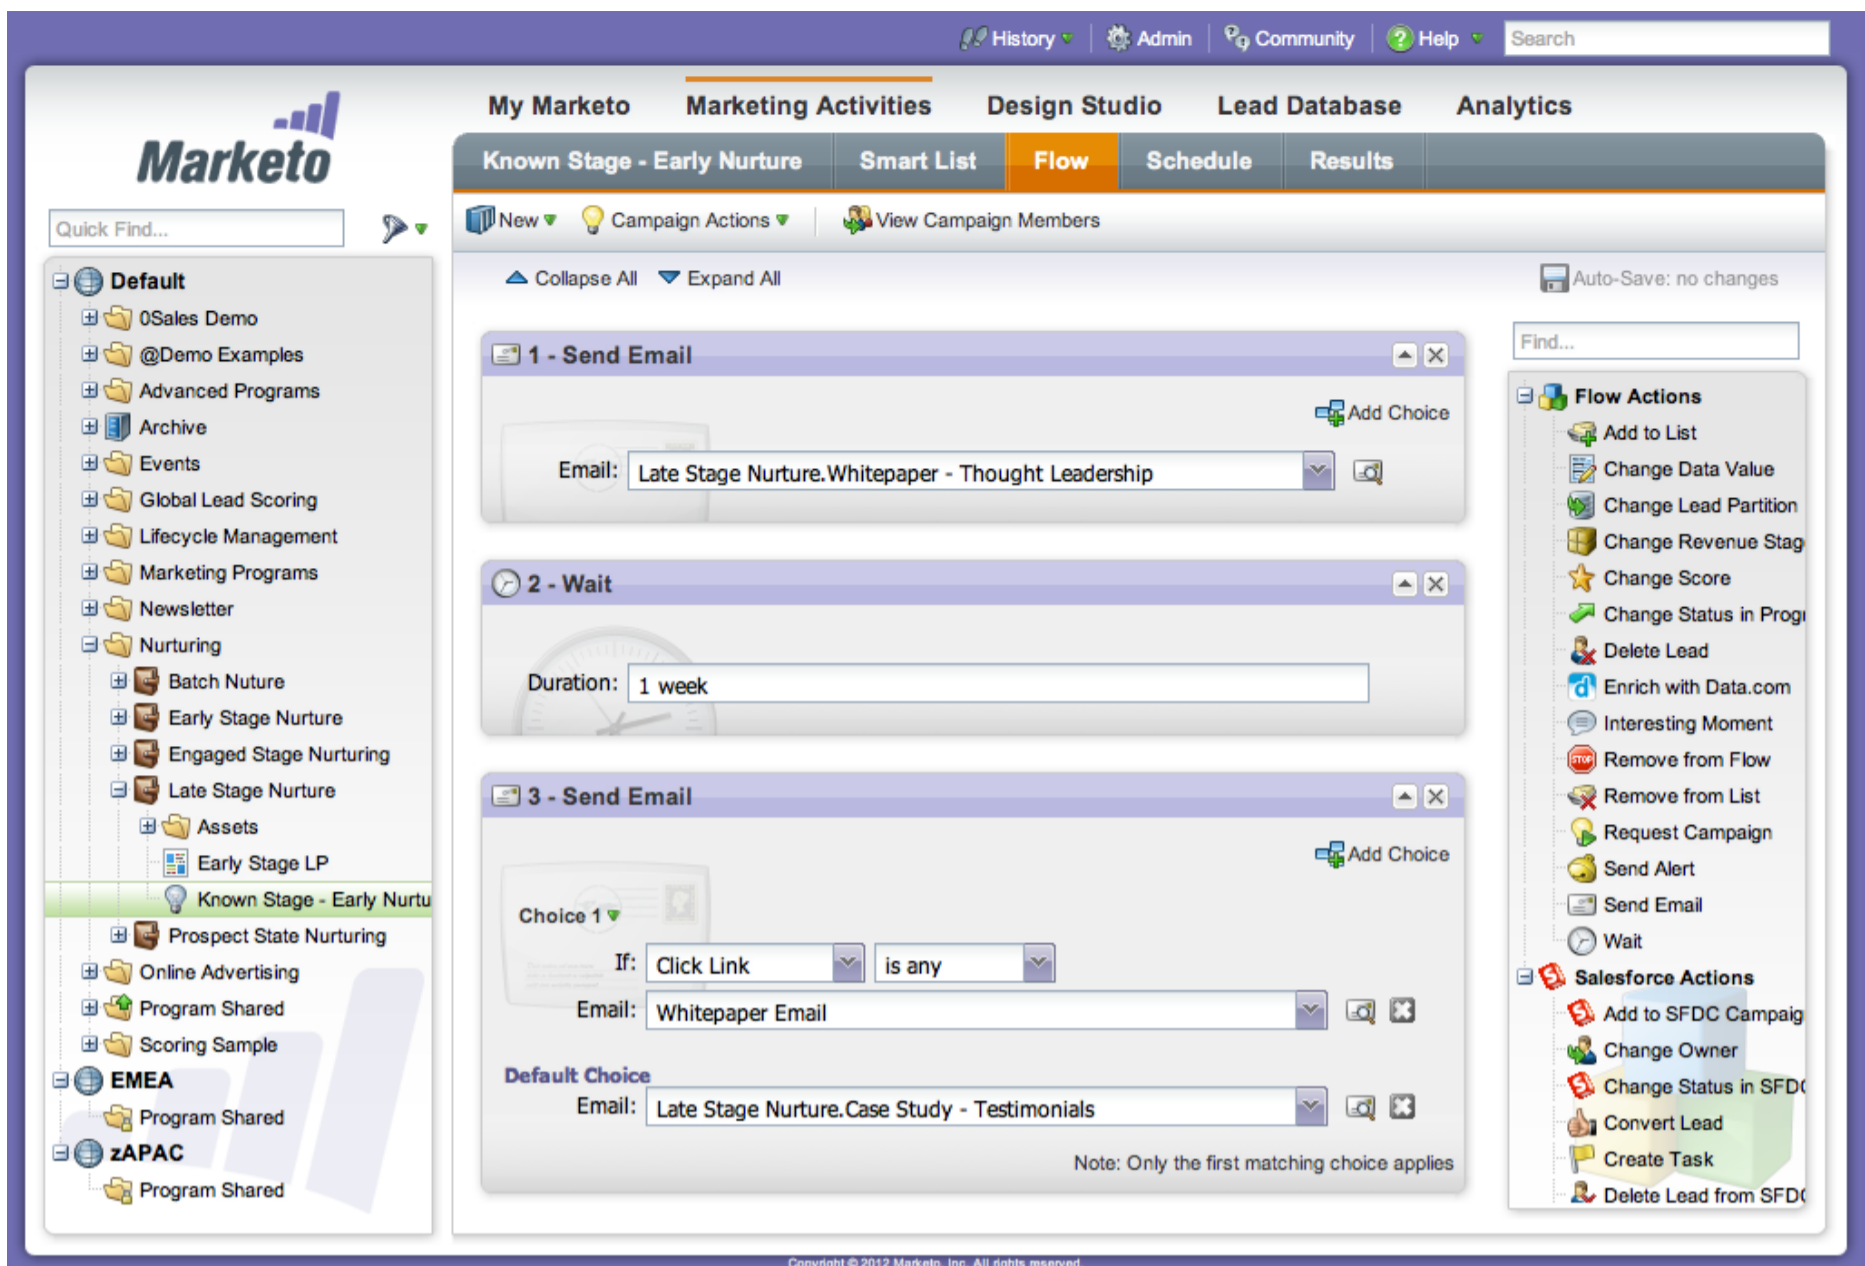 History
Admin
Community
Help
Search
Marketo
My Marketo
Marketing Activities
Design Studio
Lead Database
Analytics
Known Stage - Early Nurture
Smart List
Flow
Schedule
Results
Quick Find...
New
Campaign Actions
View Campaign Members
Default
0Sales Demo
@Demo Examples
Advanced Programs
Archive
Events
Global Lead Scoring
Lifecycle Management
Marketing Programs
Newsletter
Nurturing
Batch Nuture
Early Stage Nurture
Engaged Stage Nurturing
Late Stage Nurture
Assets
Early Stage LP
Known Stage - Early Nurtu
Prospect State Nurturing
Online Advertising
Program Shared
Scoring Sample
EMEA
Program Shared
zAPAC
Program Shared
Collapse All
Expand All
Auto-Save: no changes
1 - Send Email
Add Choice
Email: Late Stage Nurture.Whitepaper - Thought Leadership
2 - Wait
Duration: 1 week
3 - Send Email
Add Choice
Choice 1
If: Click Link is any
Email: Whitepaper Email
Default Choice
Email: Late Stage Nurture.Case Study - Testimonials
Note: Only the first matching choice applies
Find...
Flow Actions
Add to List
Change Data Value
Change Lead Partition
Change Revenue Stag
Change Score
Change Status in Progr
Delete Lead
Enrich with Data.com
Interesting Moment
STOP
Remove from Flow
Remove from List
Request Campaign
Send Alert
Send Email
Wait
Salesforce Actions
Add to SFDC Campaig
Change Owner
Change Status in SFDC
Convert Lead
Create Task
Delete Lead from SFDC
Copyright © 2012 Marketo, Inc. All rights reserved.